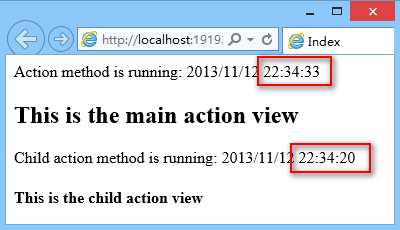 http://localhost:1919
Index
Action method is running: 2013/11/12 22:34:33
This is the main action view
Child action method is running: 2013/11/12 22:34:20
This is the child action view